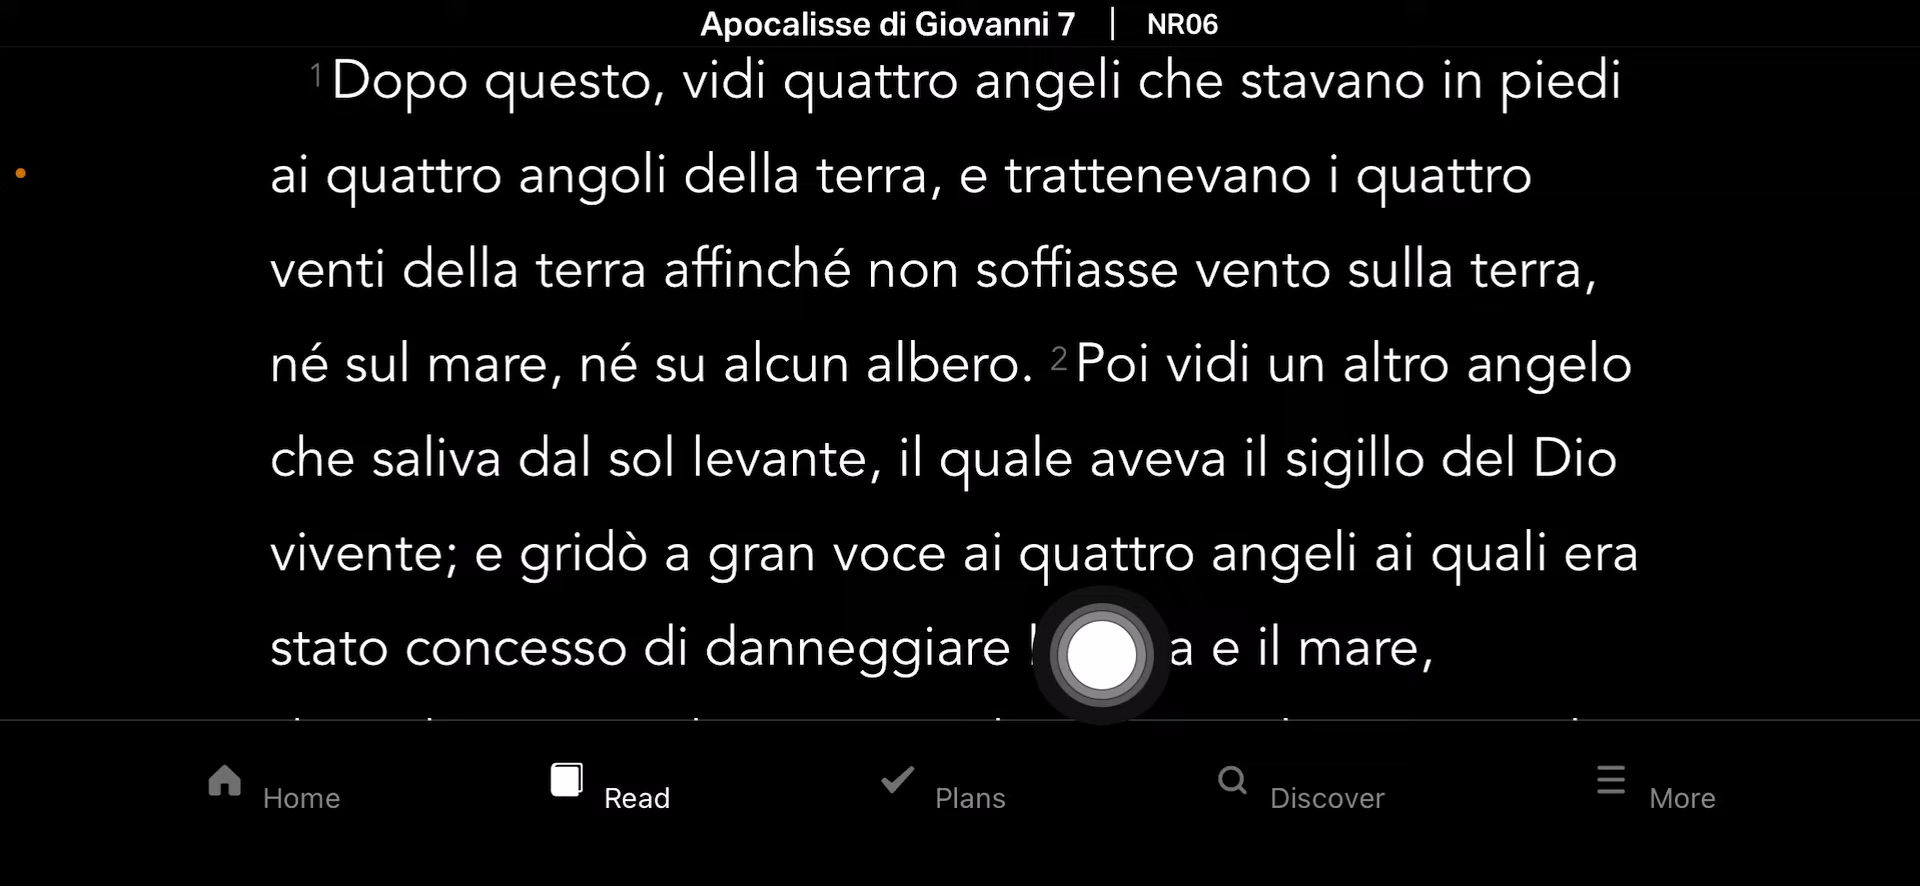 Apocalisse di Giovanni 7 | NR06
1 Dopo questo, vidi quattro angeli che stavano in piedi
ai quattro angoli della terra, e trattenevano i quattro
venti della terra affinché non soffiasse vento sulla terra,
né sul mare, né su alcun albero. 2 Poi vidi un altro angelo
che saliva dal sol levante, il quale aveva il sigillo del Dio
vivente; e gridò a gran voce ai quattro angeli ai quali era
stato concesso di danneggiare e il mare,
Home Read Plans Discover More